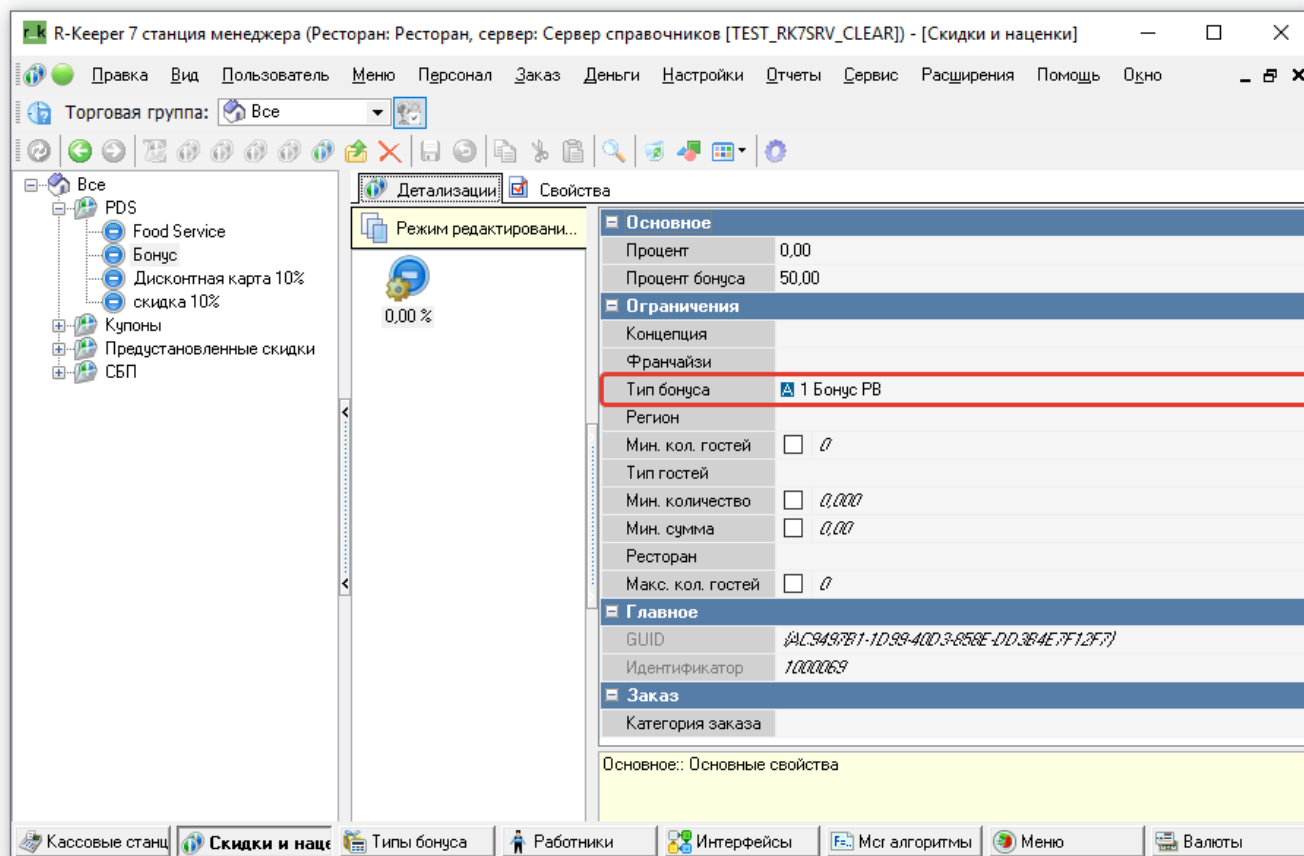 R-Keeper 7 станция менеджера (Ресторан: Ресторан, сервер: Сервер справочников [TEST_RK7SRV_CLEAR]) - [Скидки и наценки]
Правка Вид Пользователь Меню Персонал Заказ Деньги Настройки Отчеты Сервис Расширения Помощь Окно
Торговая группа: Все
Все
PDS
Food Service
Бонус
Дисконтная карта 10%
скидка 10%
Купоны
Предустановленные скидки
СБП
Детализации Свойства
Режим редактировани...
0,00 %
Основное
Процент 0,00
Процент бонуса 50,00
Ограничения
Концепция
Франчайзи
Тип бонуса 1 Бонус РВ
Регион
Мин. кол. гостей 0
Тип гостей
Мин. количество 0,000
Мин. сумма 0,00
Ресторан
Макс. кол. гостей 0
Главное
GUID {AC9497B1-1D99-40D3-858E-DD3B4E7F12F7}
Идентификатор 1000069
Заказ
Категория заказа
Основное:: Основные свойства
Кассовые станц Скидки и наце Типы бонуса Работники Интерфейсы Мсг алгоритмы Меню Валюты